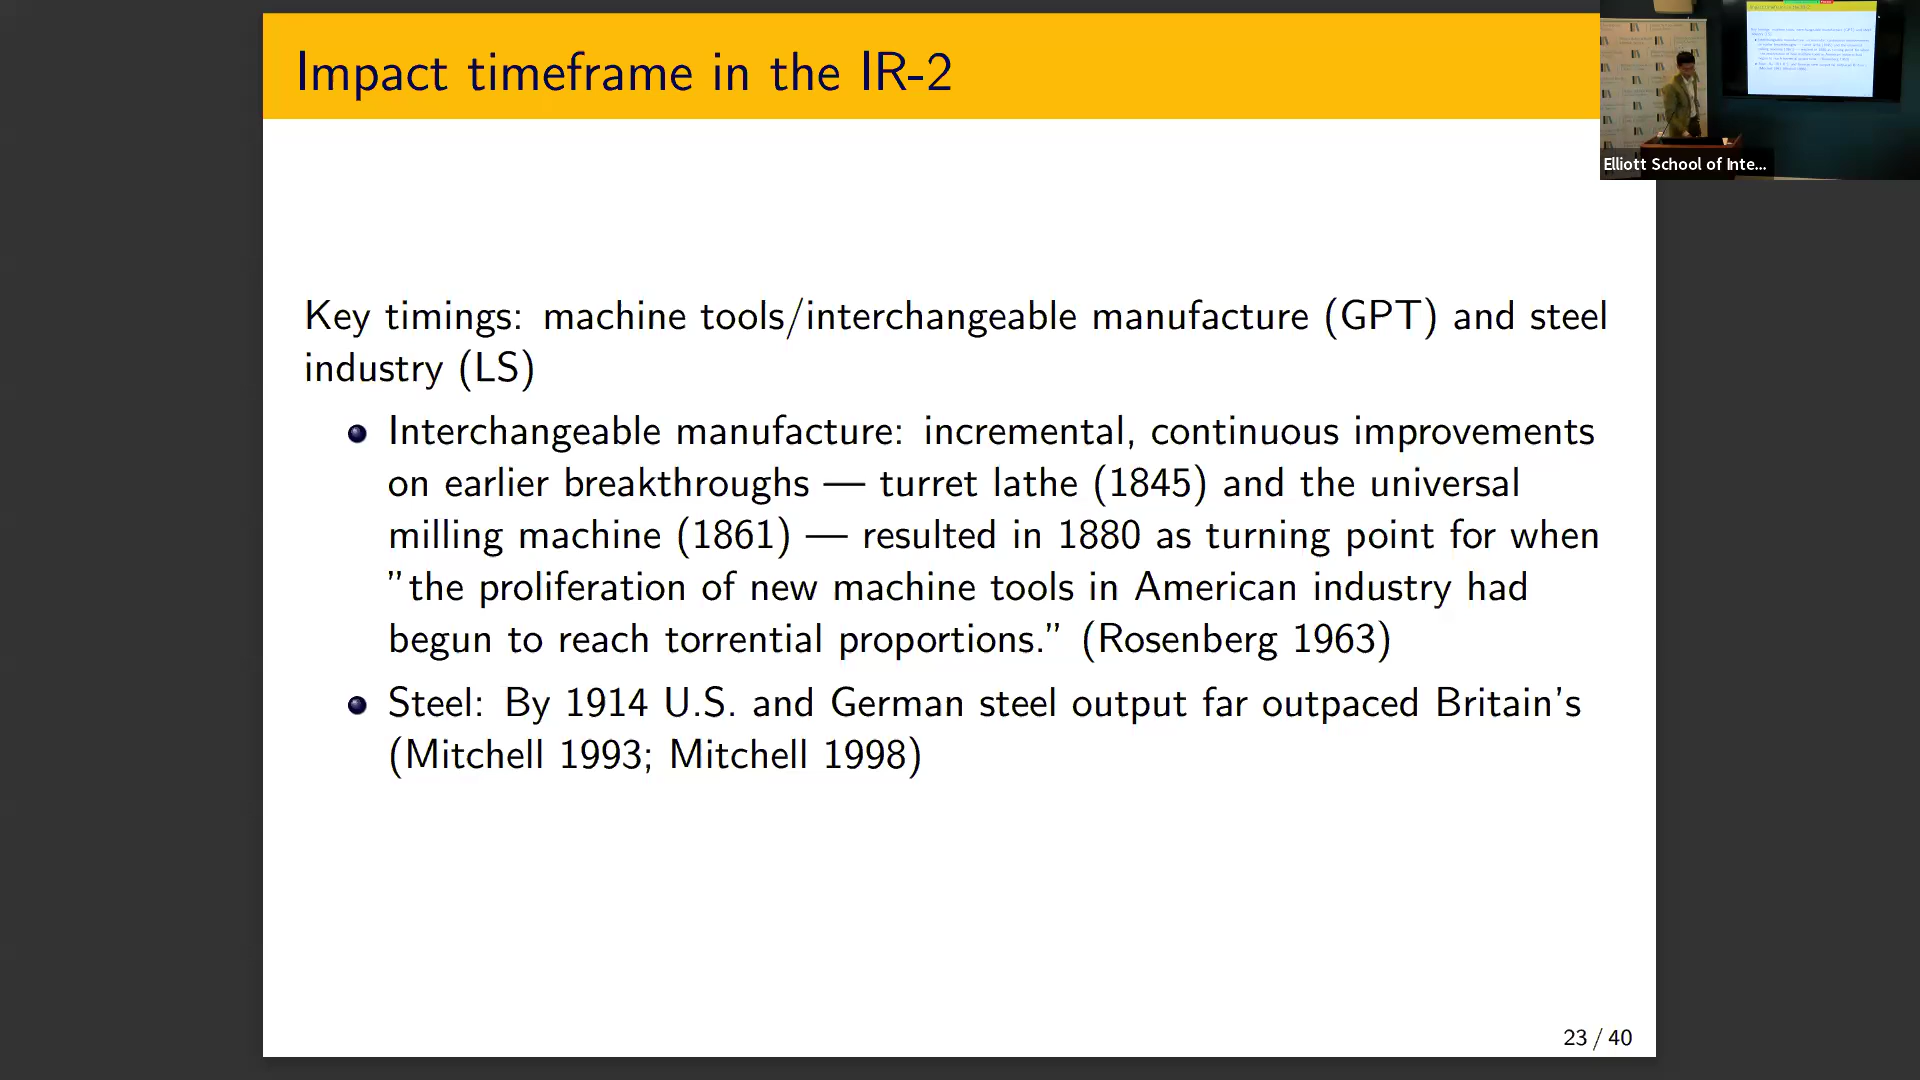 Impact timeframe in the IR-2
Elliott School of Inte...
Key timings: machine tools/interchangeable manufacture (GPT) and steel
industry (LS)
Interchangeable manufacture: incremental, continuous improvements
on earlier breakthroughs — turret lathe (1845) and the universal
milling machine (1861) — resulted in 1880 as turning point for when
”the proliferation of new machine tools in American industry had
begun to reach torrential proportions.” (Rosenberg 1963)
Steel: By 1914 U.S. and German steel output far outpaced Britain’s
(Mitchell 1993; Mitchell 1998)
23 / 40